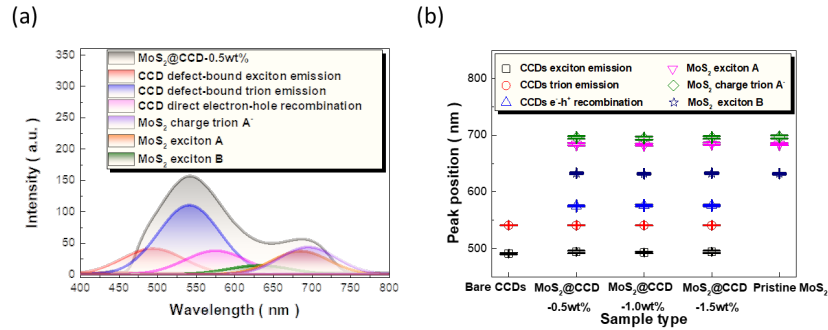 (a)
350
300
250
200
150
100
50
0
Intensity ( a.u. )
MoS₂@CCD-0.5wt%
CCD defect-bound exciton emission
CCD defect-bound trion emission
CCD direct electron-hole recombination
MoS₂ charge trion A⁻
MoS₂ exciton A
MoS₂ exciton B
400 450 500 550 600 650 700 750 800
Wavelength ( nm )
(b)
800
700
600
500
Peak position ( nm )
CCDs exciton emission
CCDs trion emission
CCDs e⁻-h⁺ recombination
MoS₂ exciton A
MoS₂ charge trion A⁻
MoS₂ exciton B
Bare CCDs MoS₂@CCD MoS₂@CCD MoS₂@CCD Pristine MoS₂
-0.5wt% -1.0wt% -1.5wt%
Sample type